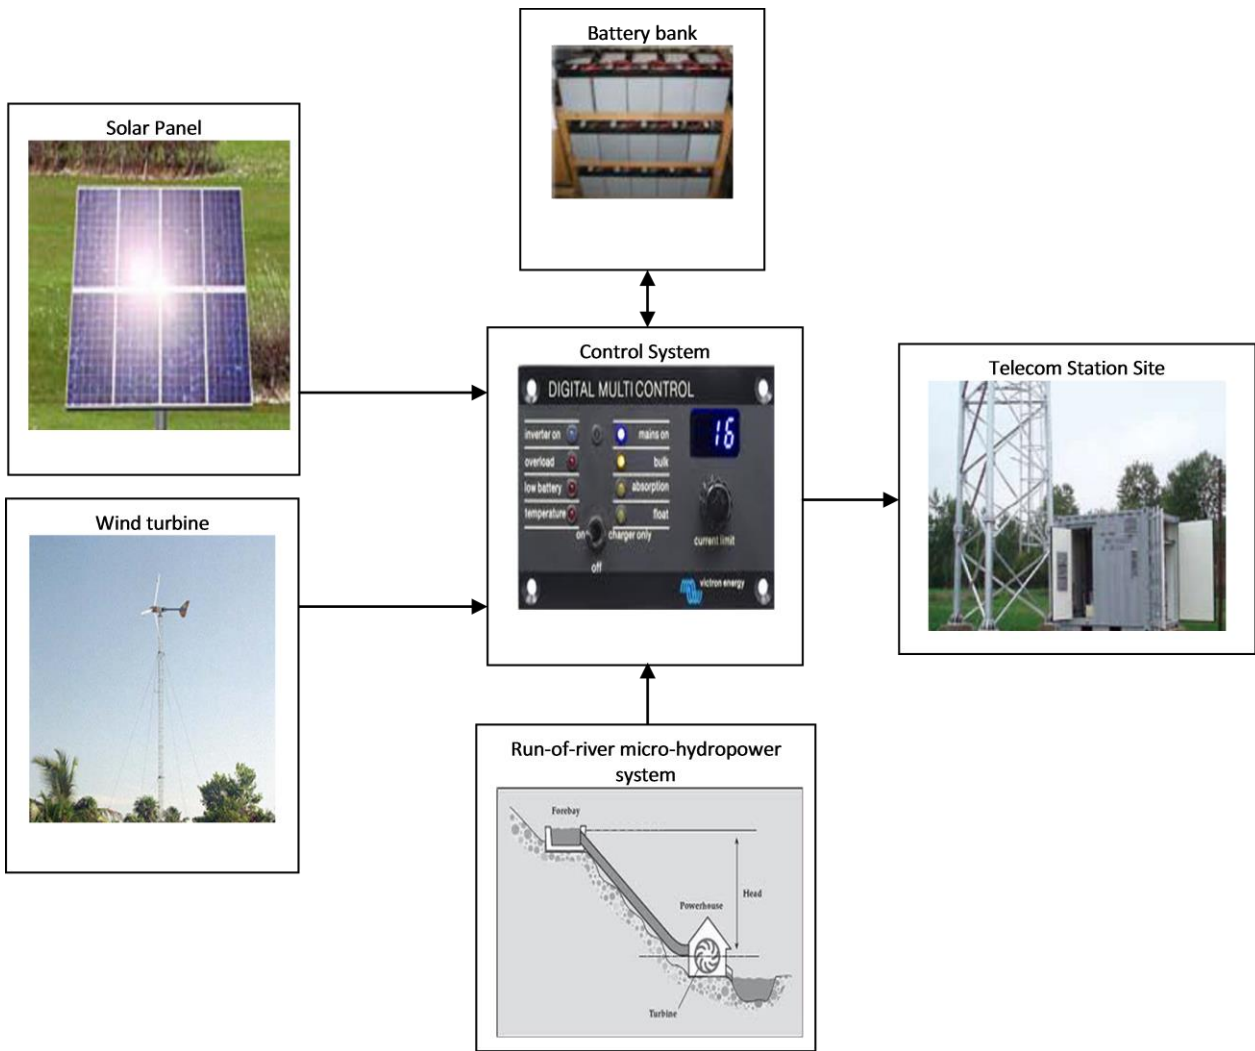 Battery bank
Solar Panel
Control System
DIGITAL MULTI CONTROL
inverter on
mains on
overload
bulk
low battery
absorption
temperature
float
on
charger only
off
current limit
victron energy
16
Telecom Station Site
Wind turbine
Run-of-river micro-hydropower
system
Forebay
Head
Powerhouse
Turbine